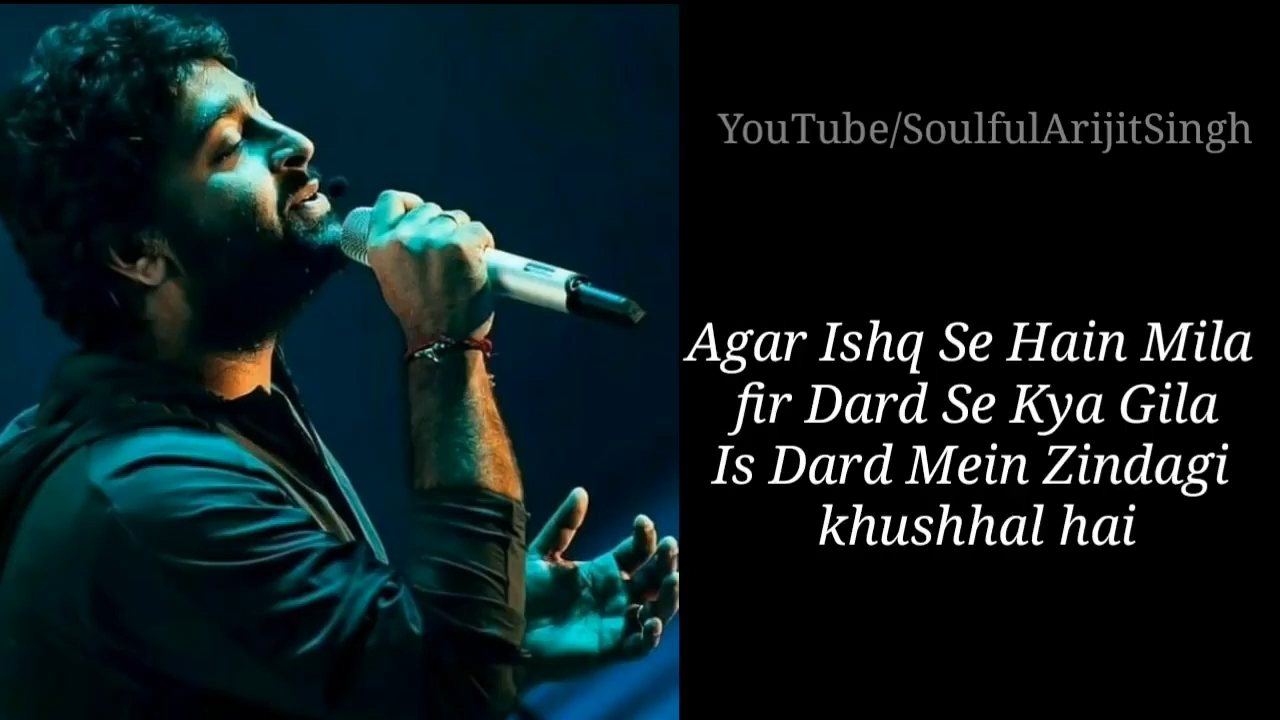 YouTube/SoulfulArijitSingh
Agar Ishq Se Hain Mila
fir Dard Se Kya Gila
Is Dard Mein Zindagi
khushhal hai